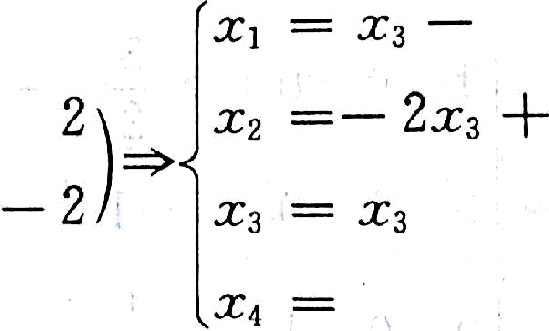 x₁ = x₃ −
2
x₂ = − 2x₃ +
− 2
x₃ = x₃
x₄ =